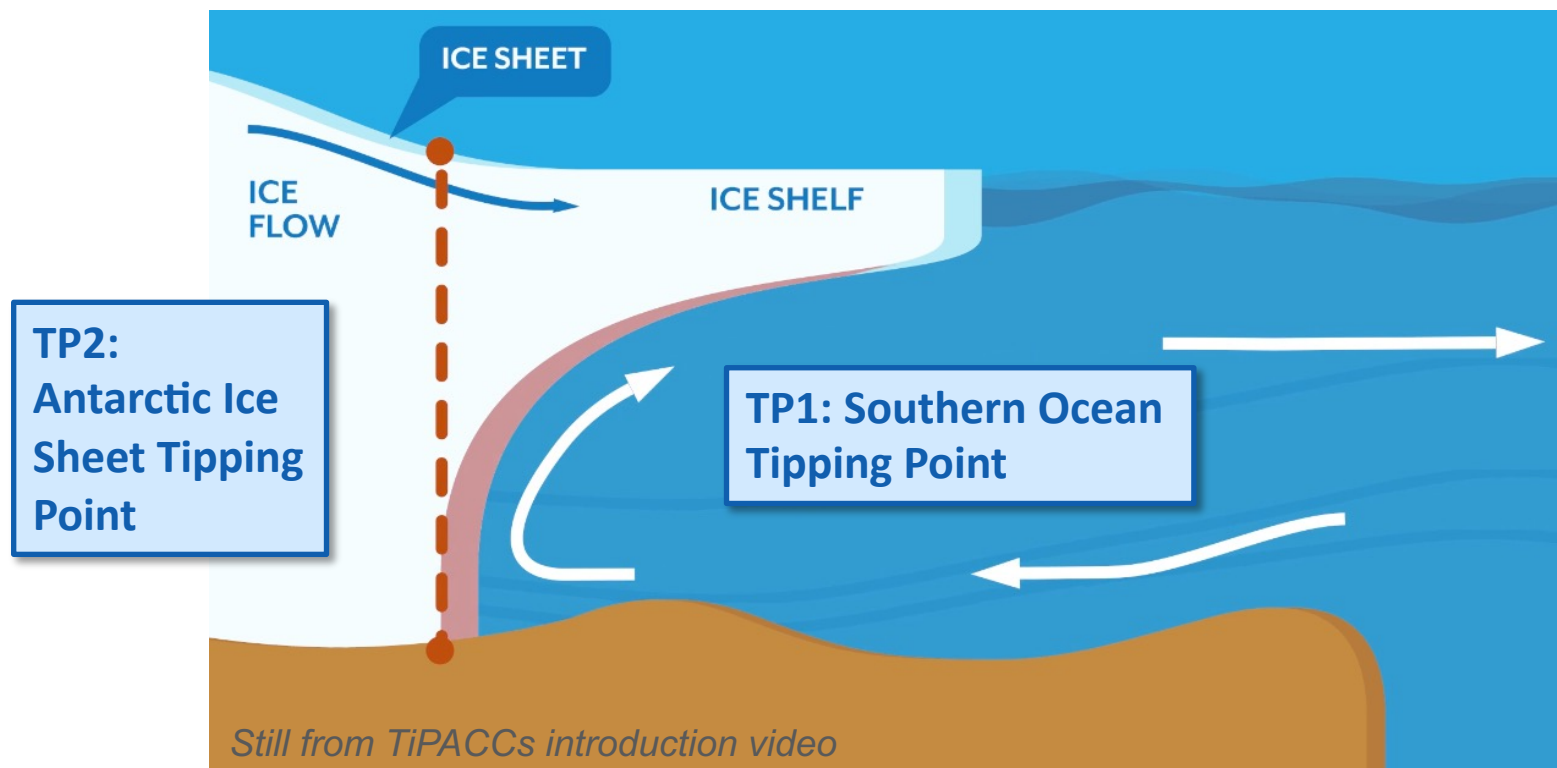 ICE SHEET
ICE
FLOW
ICE SHELF
TP2:
Antarctic Ice
Sheet Tipping
Point
TP1: Southern Ocean
Tipping Point
Still from TiPACCs introduction video